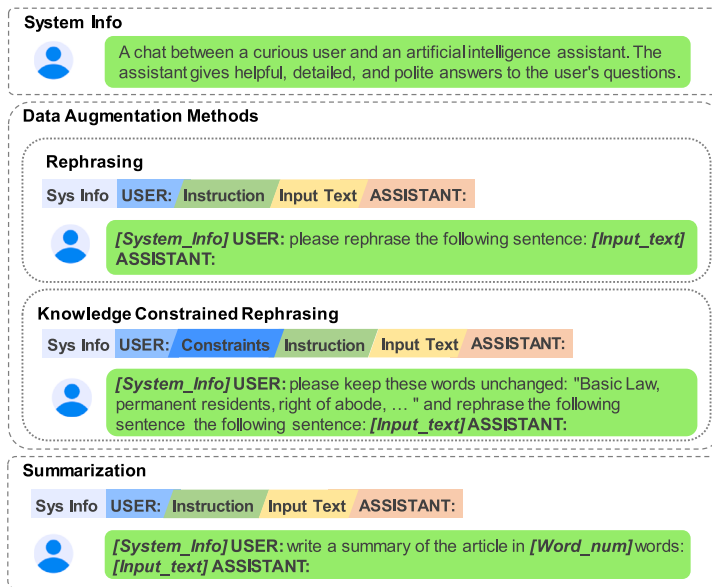 System Info
A chat between a curious user and an artificial intelligence assistant. The
assistant gives helpful, detailed, and polite answers to the user's questions.
Data Augmentation Methods
Rephrasing
Sys Info USER: Instruction Input Text ASSISTANT:
[System_Info] USER: please rephrase the following sentence: [Input_text]
ASSISTANT:
Knowledge Constrained Rephrasing
Sys Info USER: Constraints Instruction Input Text ASSISTANT:
[System_Info] USER: please keep these words unchanged: "Basic Law,
permanent residents, right of abode, ... " and rephrase the following
sentence the following sentence: [Input_text] ASSISTANT:
Summarization
Sys Info USER: Instruction Input Text ASSISTANT:
[System_Info] USER: write a summary of the article in [Word_num] words:
[Input_text] ASSISTANT: